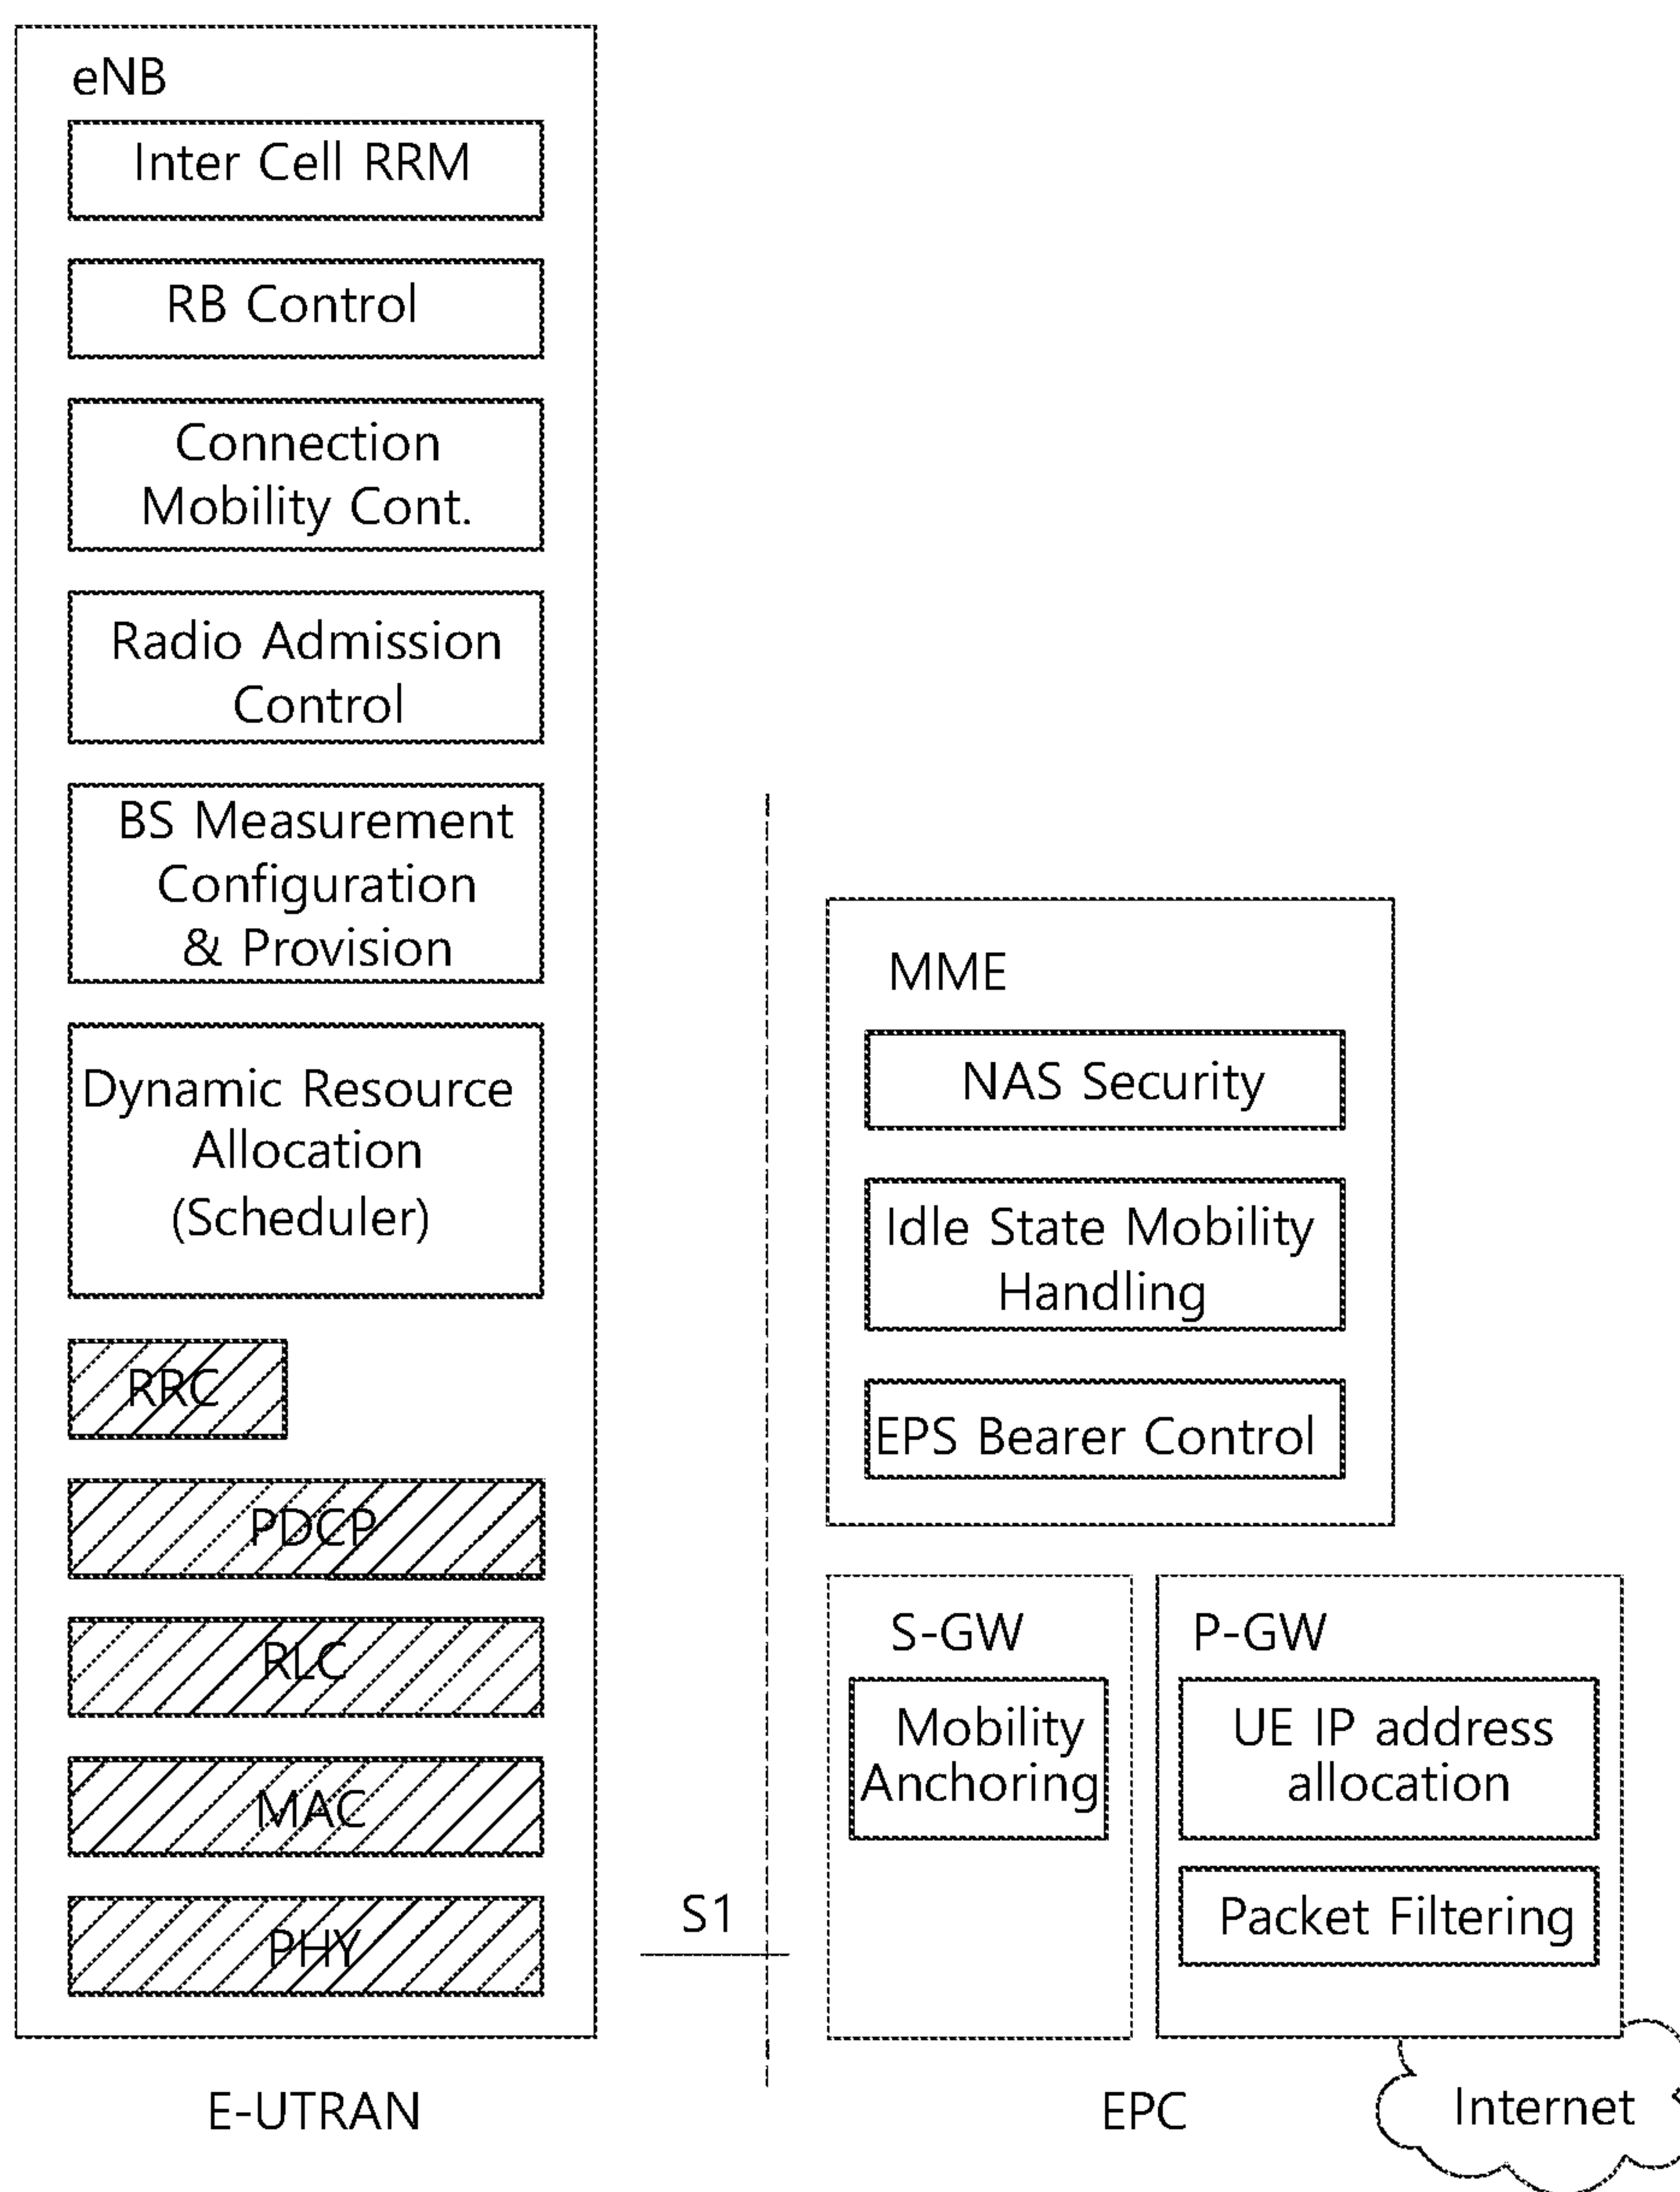 eNB
Inter Cell RRM
RB Control
Connection
Mobility Cont.
Radio Admission
Control
BS Measurement
Configuration
& Provision
Dynamic Resource
Allocation
(Scheduler)
RRC
PDCP
RLC
MAC
PHY
E-UTRAN
S1
MME
NAS Security
Idle State Mobility
Handling
EPS Bearer Control
S-GW
Mobility
Anchoring
P-GW
UE IP address
allocation
Packet Filtering
EPC
Internet